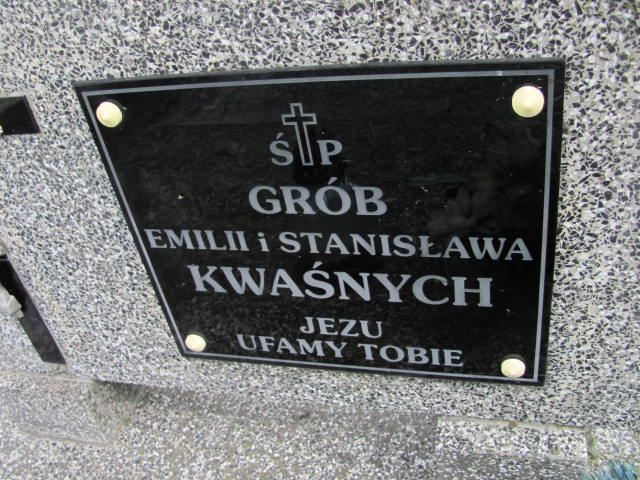 Ś P
GRÓB
EMILII i STANISŁAWA
KWAŚNYCH
JEZU
UFAMY TOBIE